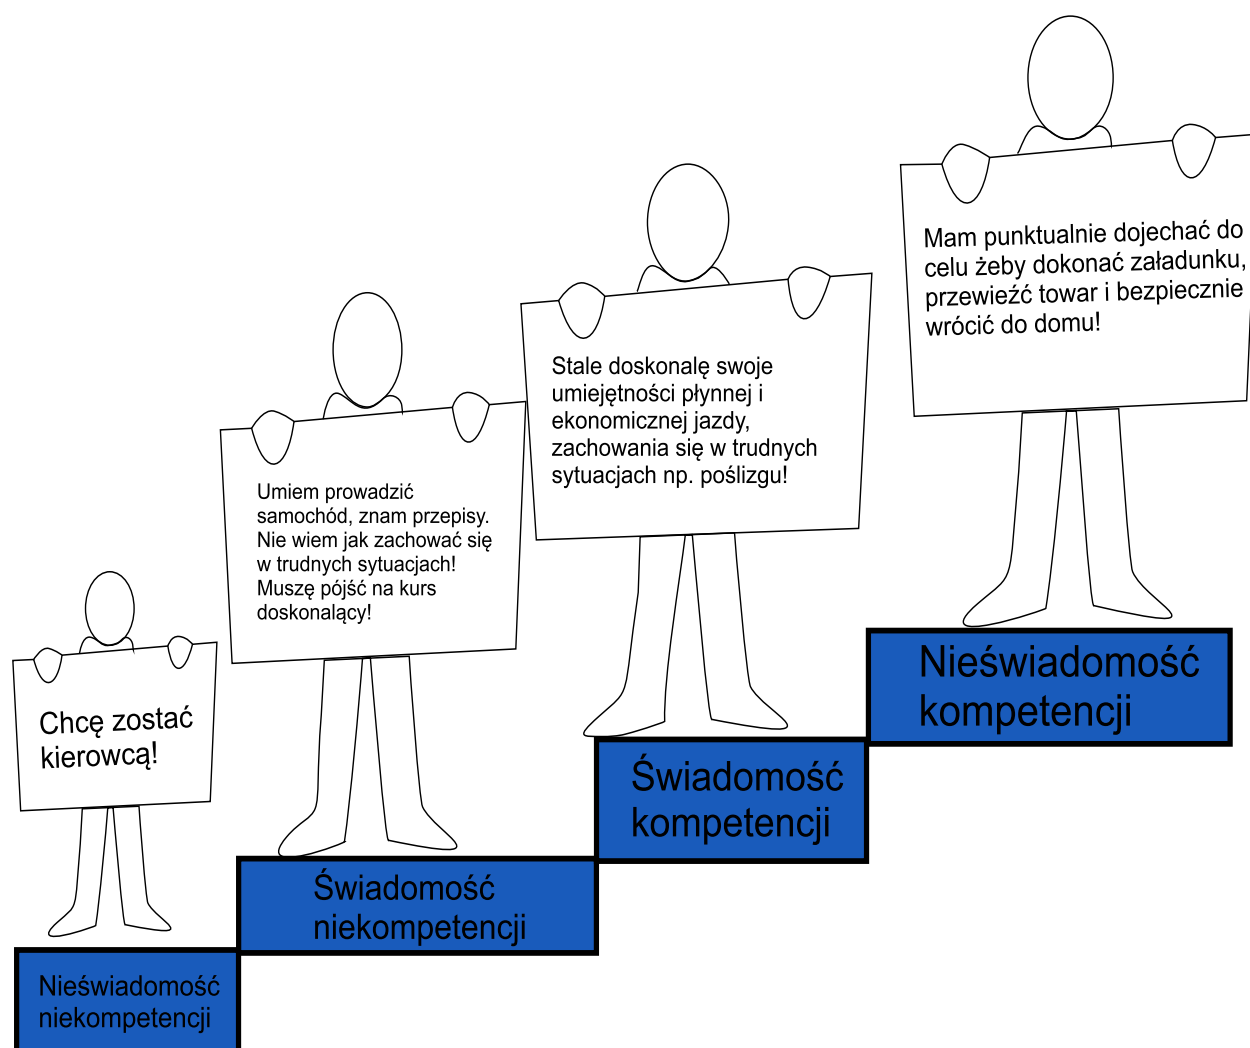 Chcę zostać
kierowcą!
Nieświadomość
niekompetencji
Umiem prowadzić
samochód, znam przepisy.
Nie wiem jak zachować się
w trudnych sytuacjach!
Muszę pójść na kurs
doskonalący!
Świadomość
niekompetencji
Stale doskonalę swoje
umiejętności płynnej i
ekonomicznej jazdy,
zachowania się w trudnych
sytuacjach np. poślizgu!
Świadomość
kompetencji
Mam punktualnie dojechać do
celu żeby dokonać załadunku,
przewieźć towar i bezpiecznie
wrócić do domu!
Nieświadomość
kompetencji